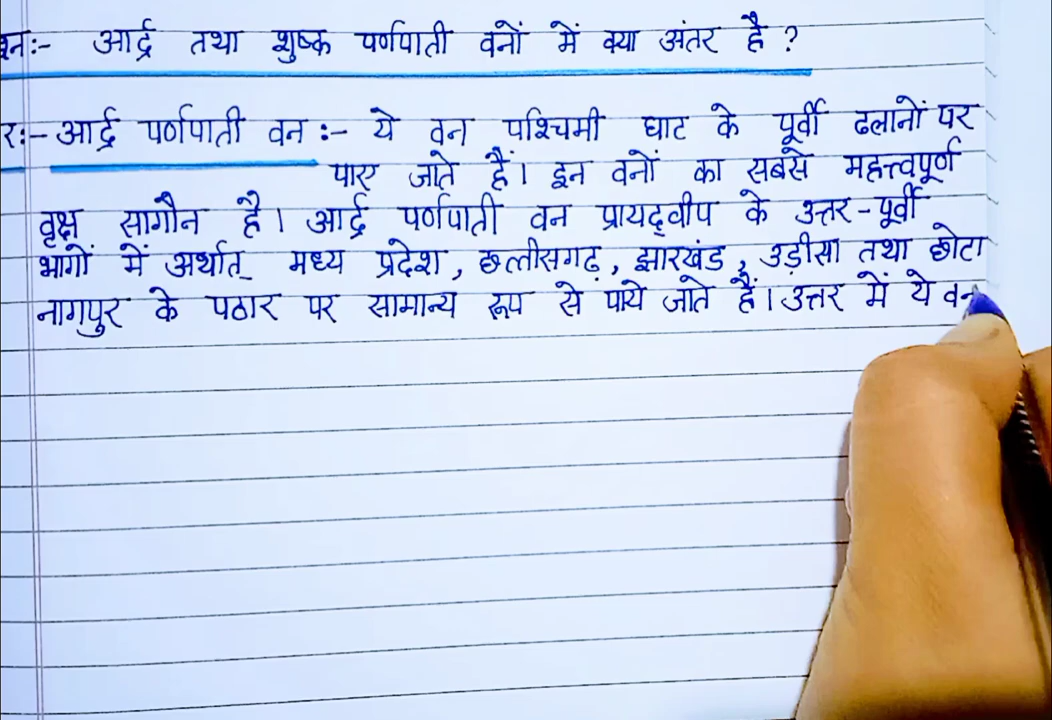 श्न:- आर्द्र तथा शुष्क पर्णपाती वनों में क्या अंतर है ?
र:- आर्द्र पर्णपाती वन :- ये वन पश्चिमी घाट के पूर्वी ढलानों पर
पाए जाते हैं। इन वनों का सबसे महत्त्वपूर्ण
वृक्ष सागौन है। आर्द्र पर्णपाती वन प्रायद्वीप के उत्तर-पूर्वी
भागों में अर्थात् मध्य प्रदेश, छत्तीसगढ़, झारखंड, उड़ीसा तथा छोटा
नागपुर के पठार पर सामान्य रूप से पाये जाते हैं। उत्तर में ये वन